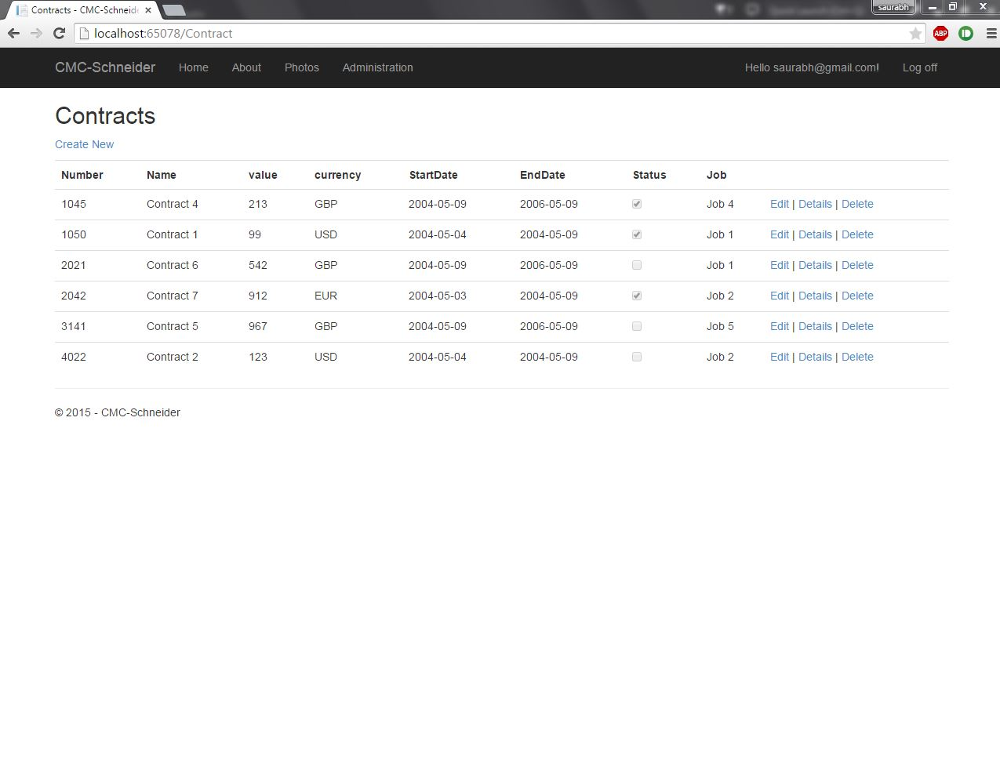 Contracts - CMC-Schneide
saurabh
localhost:65078/Contract
ABP
CMC-Schneider Home About Photos Administration Hello saurabh@gmail.com! Log off
Contracts
Create New
Number Name value currency StartDate EndDate Status Job
1045 Contract 4 213 GBP 2004-05-09 2006-05-09 Job 4 Edit | Details | Delete
1050 Contract 1 99 USD 2004-05-04 2004-05-09 Job 1 Edit | Details | Delete
2021 Contract 6 542 GBP 2004-05-09 2006-05-09 Job 1 Edit | Details | Delete
2042 Contract 7 912 EUR 2004-05-03 2004-05-09 Job 2 Edit | Details | Delete
3141 Contract 5 967 GBP 2004-05-09 2006-05-09 Job 5 Edit | Details | Delete
4022 Contract 2 123 USD 2004-05-04 2004-05-09 Job 2 Edit | Details | Delete
© 2015 - CMC-Schneider